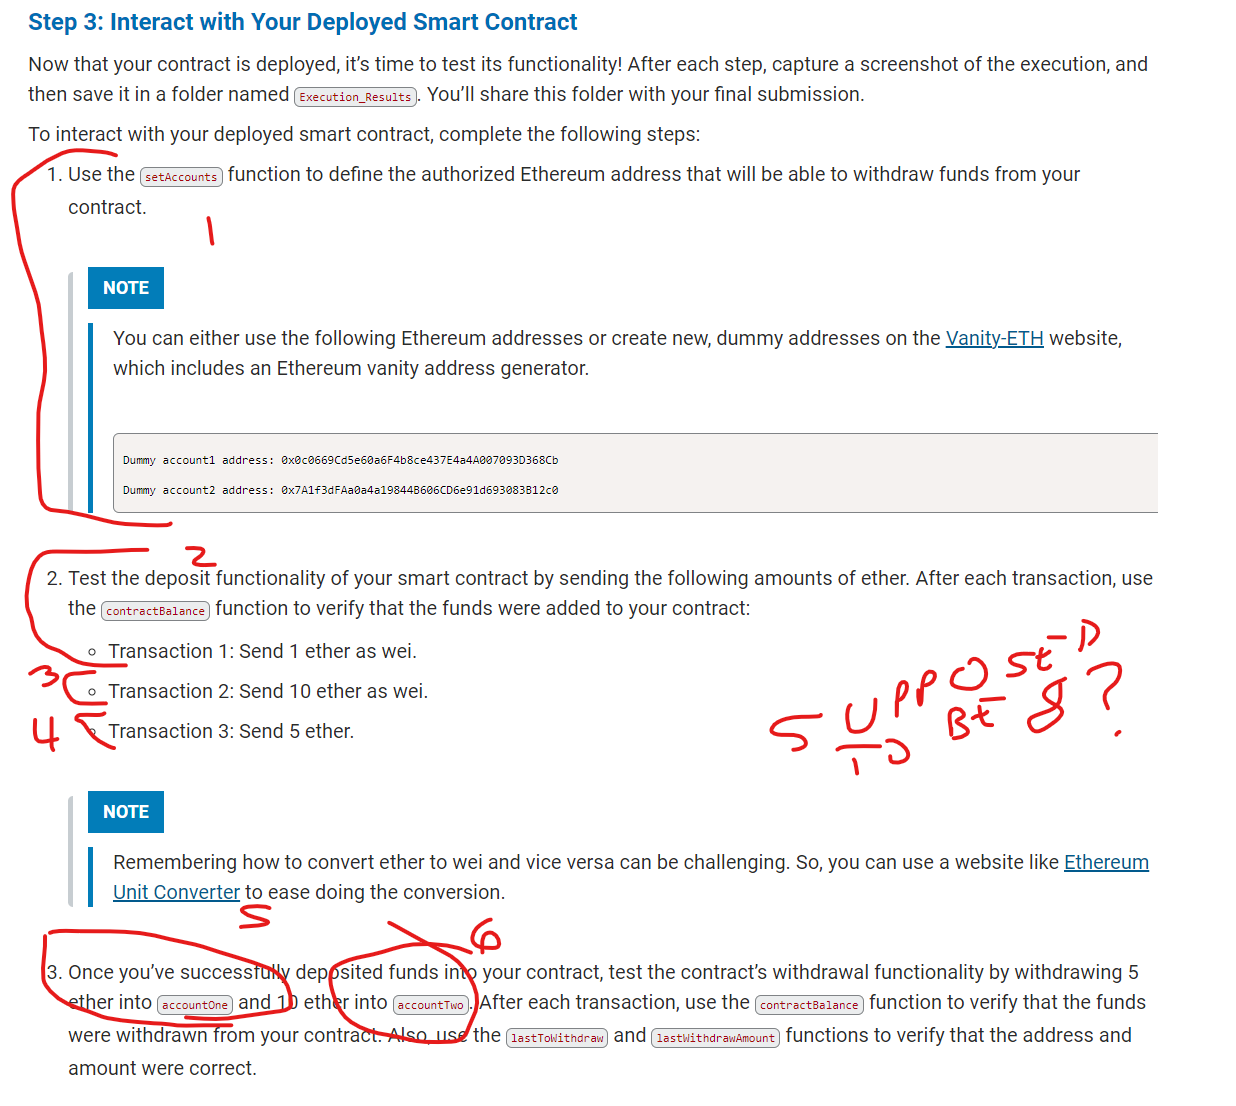 Step 3: Interact with Your Deployed Smart Contract
Now that your contract is deployed, it's time to test its functionality! After each step, capture a screenshot of the execution, and
then save it in a folder named Execution_Results. You'll share this folder with your final submission.
To interact with your deployed smart contract, complete the following steps:
1. Use the setAccounts function to define the authorized Ethereum address that will be able to withdraw funds from your
contract.
1
NOTE
You can either use the following Ethereum addresses or create new, dummy addresses on the Vanity-ETH website,
which includes an Ethereum vanity address generator.
Dummy account1 address: 0x0c0669Cd5e60a6F4b8ce437E4a4A007093D368Cb
Dummy account2 address: 0x7A1f3dFAa0a4a19844B606CD6e91d693083B12c0
2
2. Test the deposit functionality of your smart contract by sending the following amounts of ether. After each transaction, use
the contractBalance function to verify that the funds were added to your contract:
Transaction 1: Send 1 ether as wei.
3
Transaction 2: Send 10 ether as wei.
4
Transaction 3: Send 5 ether.
SUPPOStD
TO Bt 8?
NOTE
Remembering how to convert ether to wei and vice versa can be challenging. So, you can use a website like Ethereum
Unit Converter to ease doing the conversion.
5
6
3. Once you've successfully deposited funds into your contract, test the contract's withdrawal functionality by withdrawing 5
ether into accountOne and 10 ether into accountTwo. After each transaction, use the contractBalance function to verify that the funds
were withdrawn from your contract. Also, use the lastToWithdraw and lastWithdrawAmount functions to verify that the address and
amount were correct.